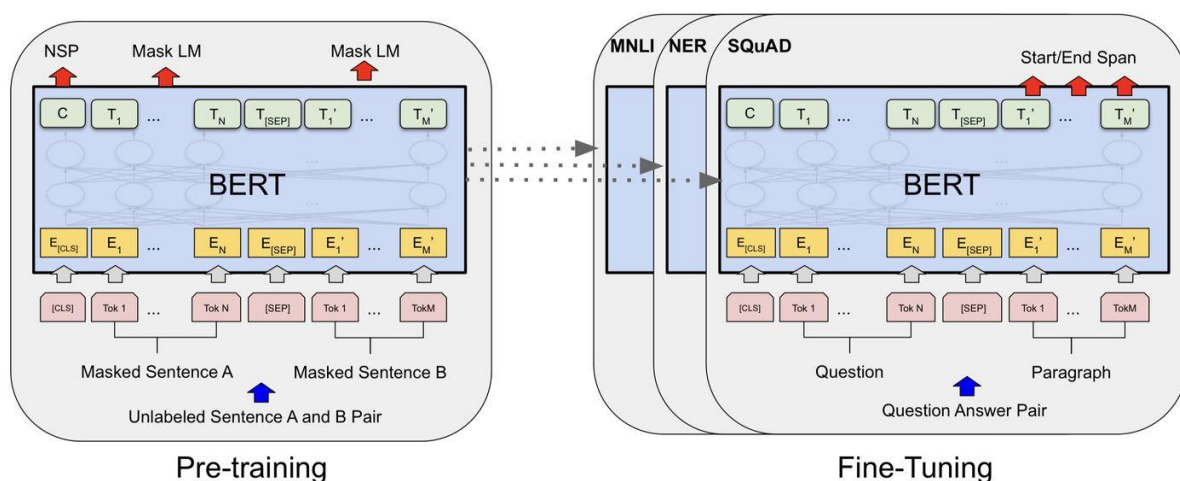 NSP Mask LM Mask LM
C T1 ... TN T[SEP] T1' ... TM'
BERT
E[CLS] E1 ... EN E[SEP] E1' ... EM'
[CLS] Tok 1 ... Tok N [SEP] Tok 1 ... TokM
Masked Sentence A Masked Sentence B
Unlabeled Sentence A and B Pair
Pre-training
MNLI NER SQuAD
Start/End Span
C T1 ... TN T[SEP] T1' ... TM'
BERT
E[CLS] E1 ... EN E[SEP] E1' ... EM'
[CLS] Tok 1 ... Tok N [SEP] Tok 1 ... TokM
Question Paragraph
Question Answer Pair
Fine-Tuning